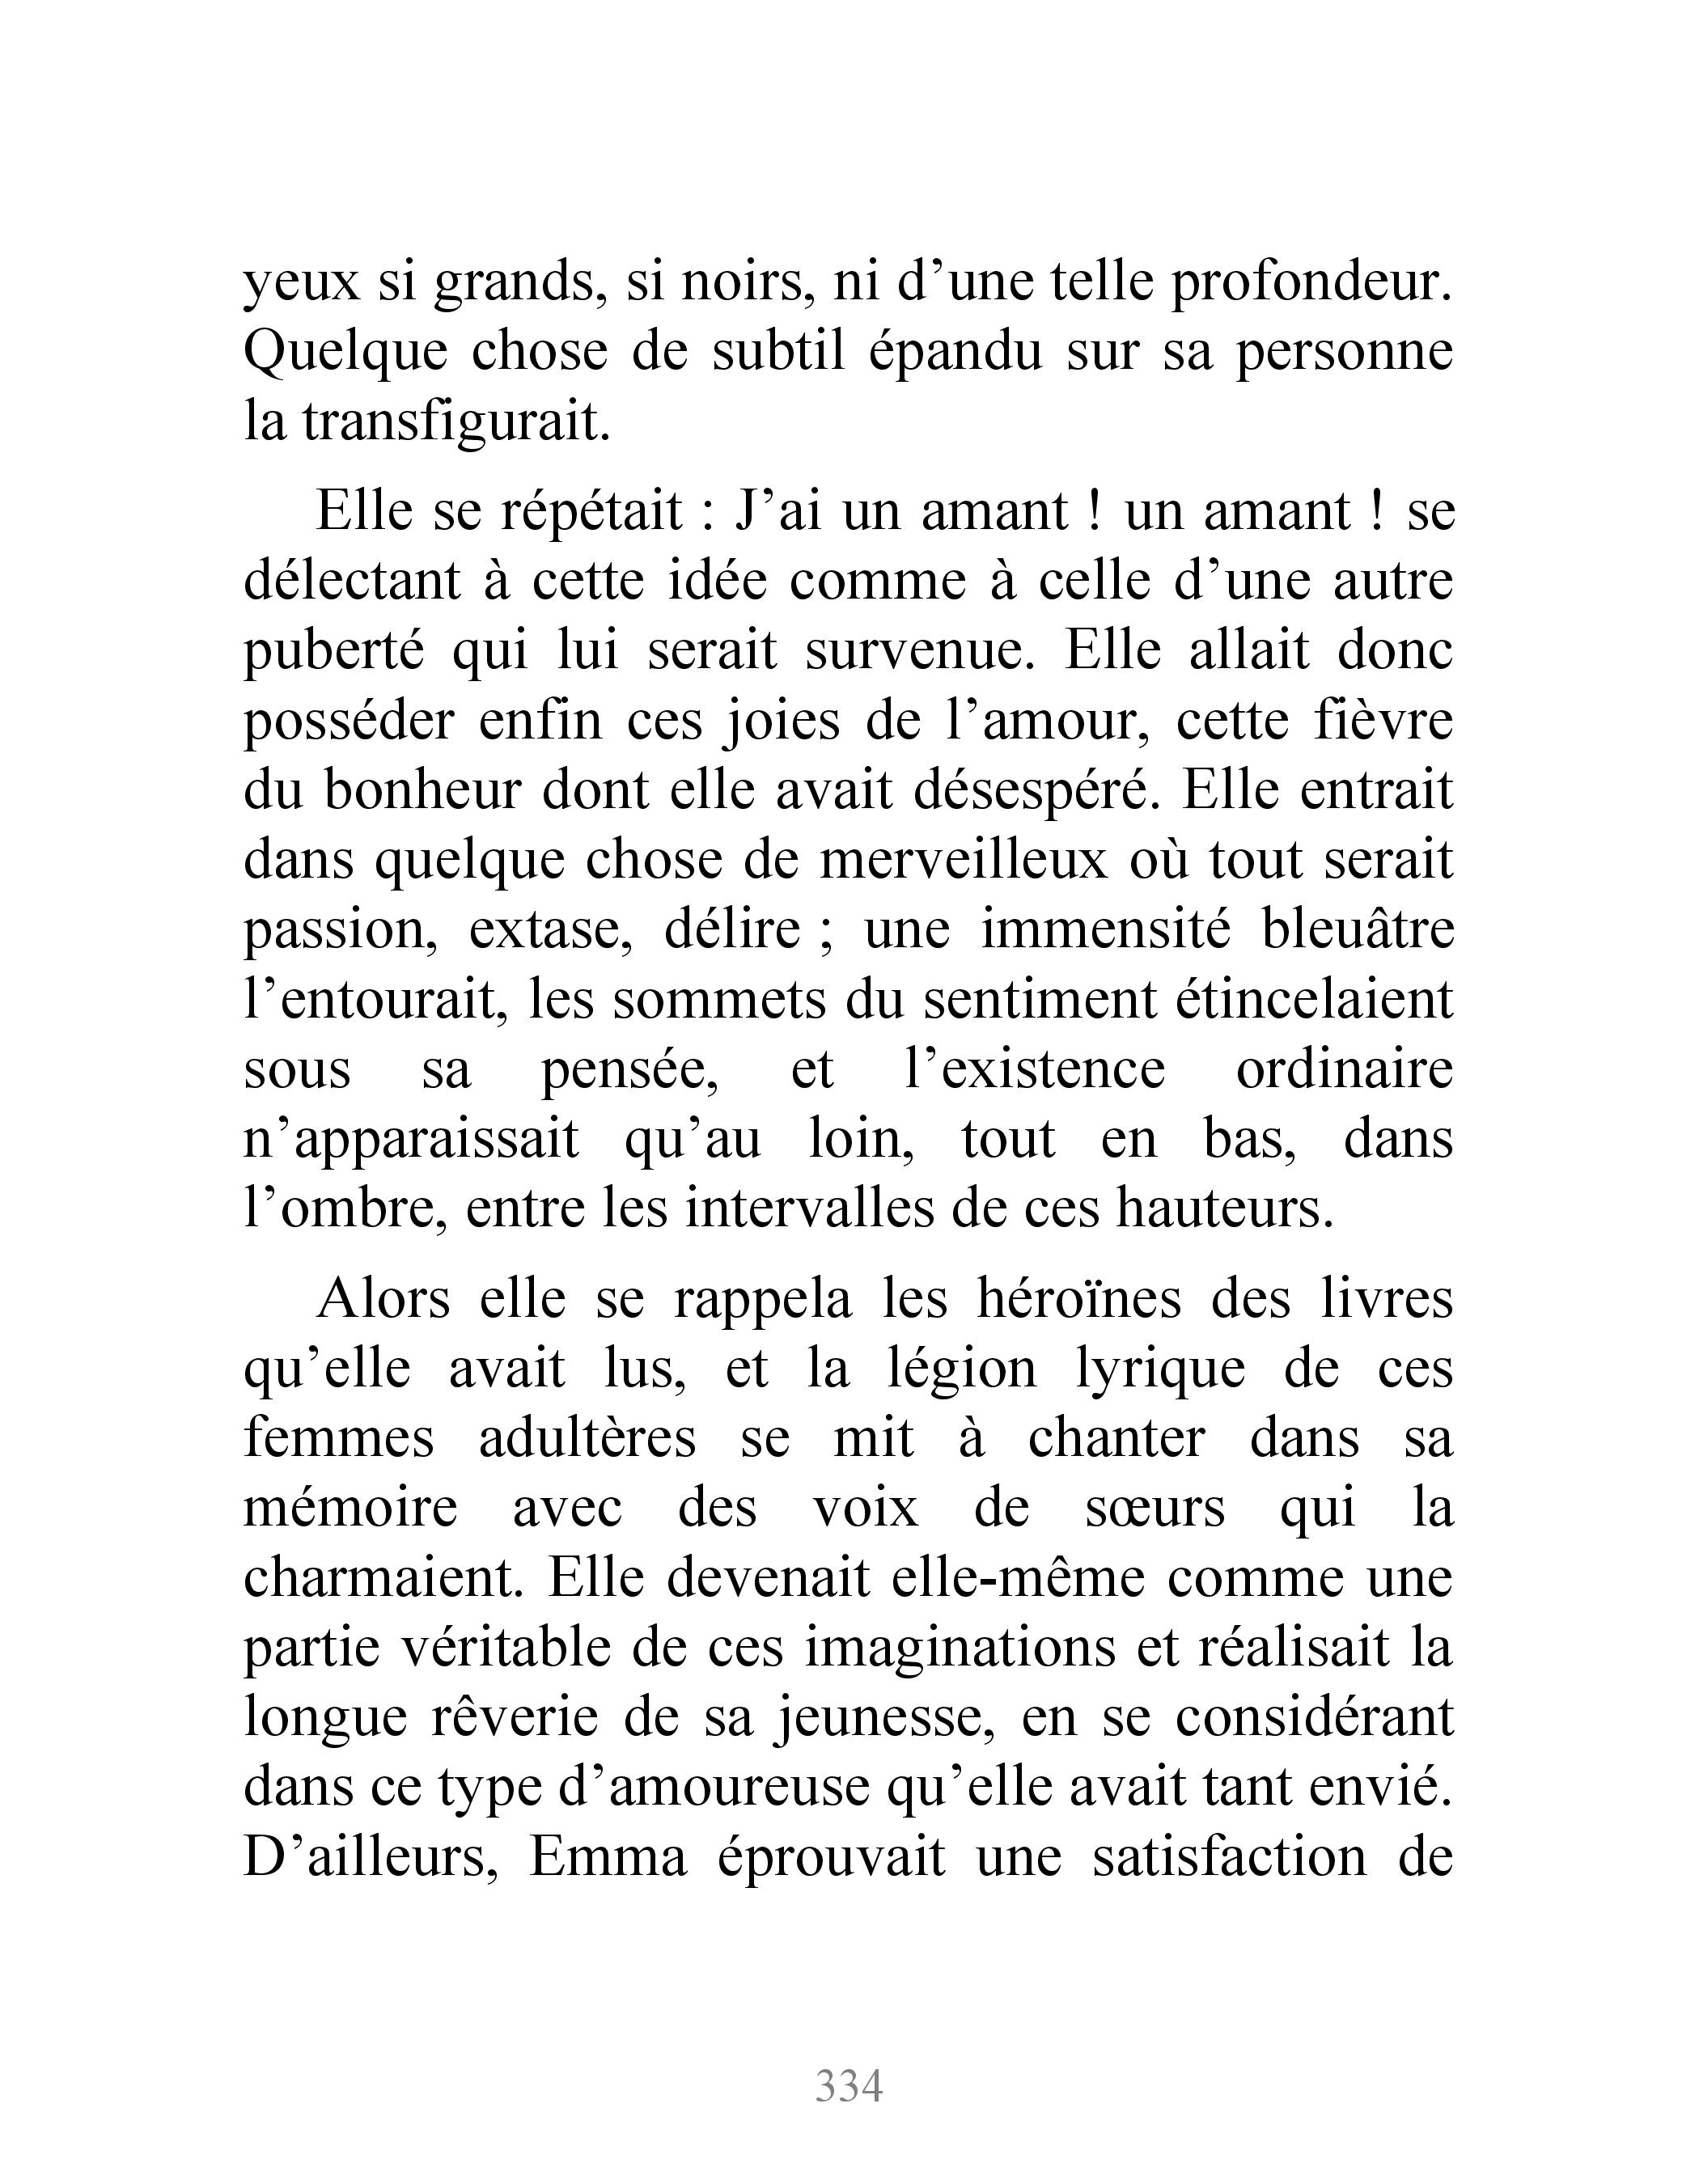 yeux si grands, si noirs, ni d’une telle profondeur.
Quelque chose de subtil épandu sur sa personne
la transfigurait.
Elle se répétait : J’ai un amant ! un amant ! se
délectant à cette idée comme à celle d’une autre
puberté qui lui serait survenue. Elle allait donc
posséder enfin ces joies de l’amour, cette fièvre
du bonheur dont elle avait désespéré. Elle entrait
dans quelque chose de merveilleux où tout serait
passion, extase, délire ; une immensité bleuâtre
l’entourait, les sommets du sentiment étincelaient
sous sa pensée, et l’existence ordinaire
n’apparaissait qu’au loin, tout en bas, dans
l’ombre, entre les intervalles de ces hauteurs.
Alors elle se rappela les héroïnes des livres
qu’elle avait lus, et la légion lyrique de ces
femmes adultères se mit à chanter dans sa
mémoire avec des voix de sœurs qui la
charmaient. Elle devenait elle-même comme une
partie véritable de ces imaginations et réalisait la
longue rêverie de sa jeunesse, en se considérant
dans ce type d’amoureuse qu’elle avait tant envié.
D’ailleurs, Emma éprouvait une satisfaction de
334